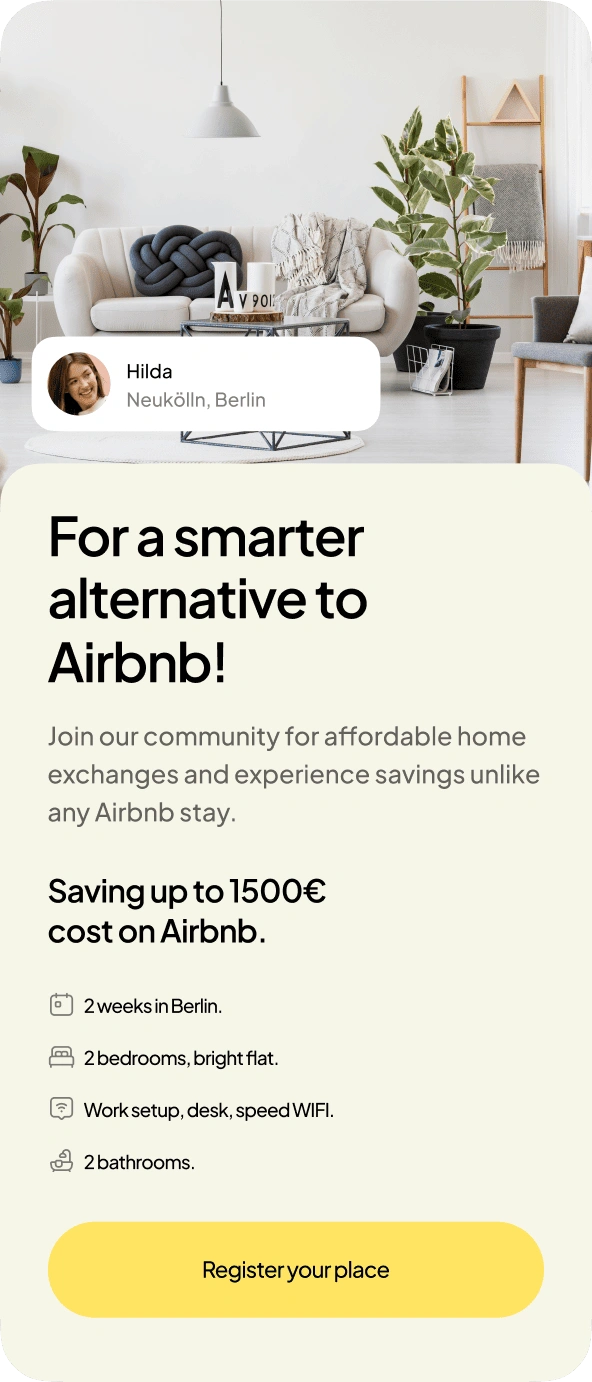 A V 901
Hilda
Neukölln, Berlin
For a smarter
alternative to
Airbnb!
Join our community for affordable home
exchanges and experience savings unlike
any Airbnb stay.
Saving up to 1500€
cost on Airbnb.
2 weeks in Berlin.
2 bedrooms, bright flat.
Work setup, desk, speed WIFI.
2 bathrooms.
Register your place